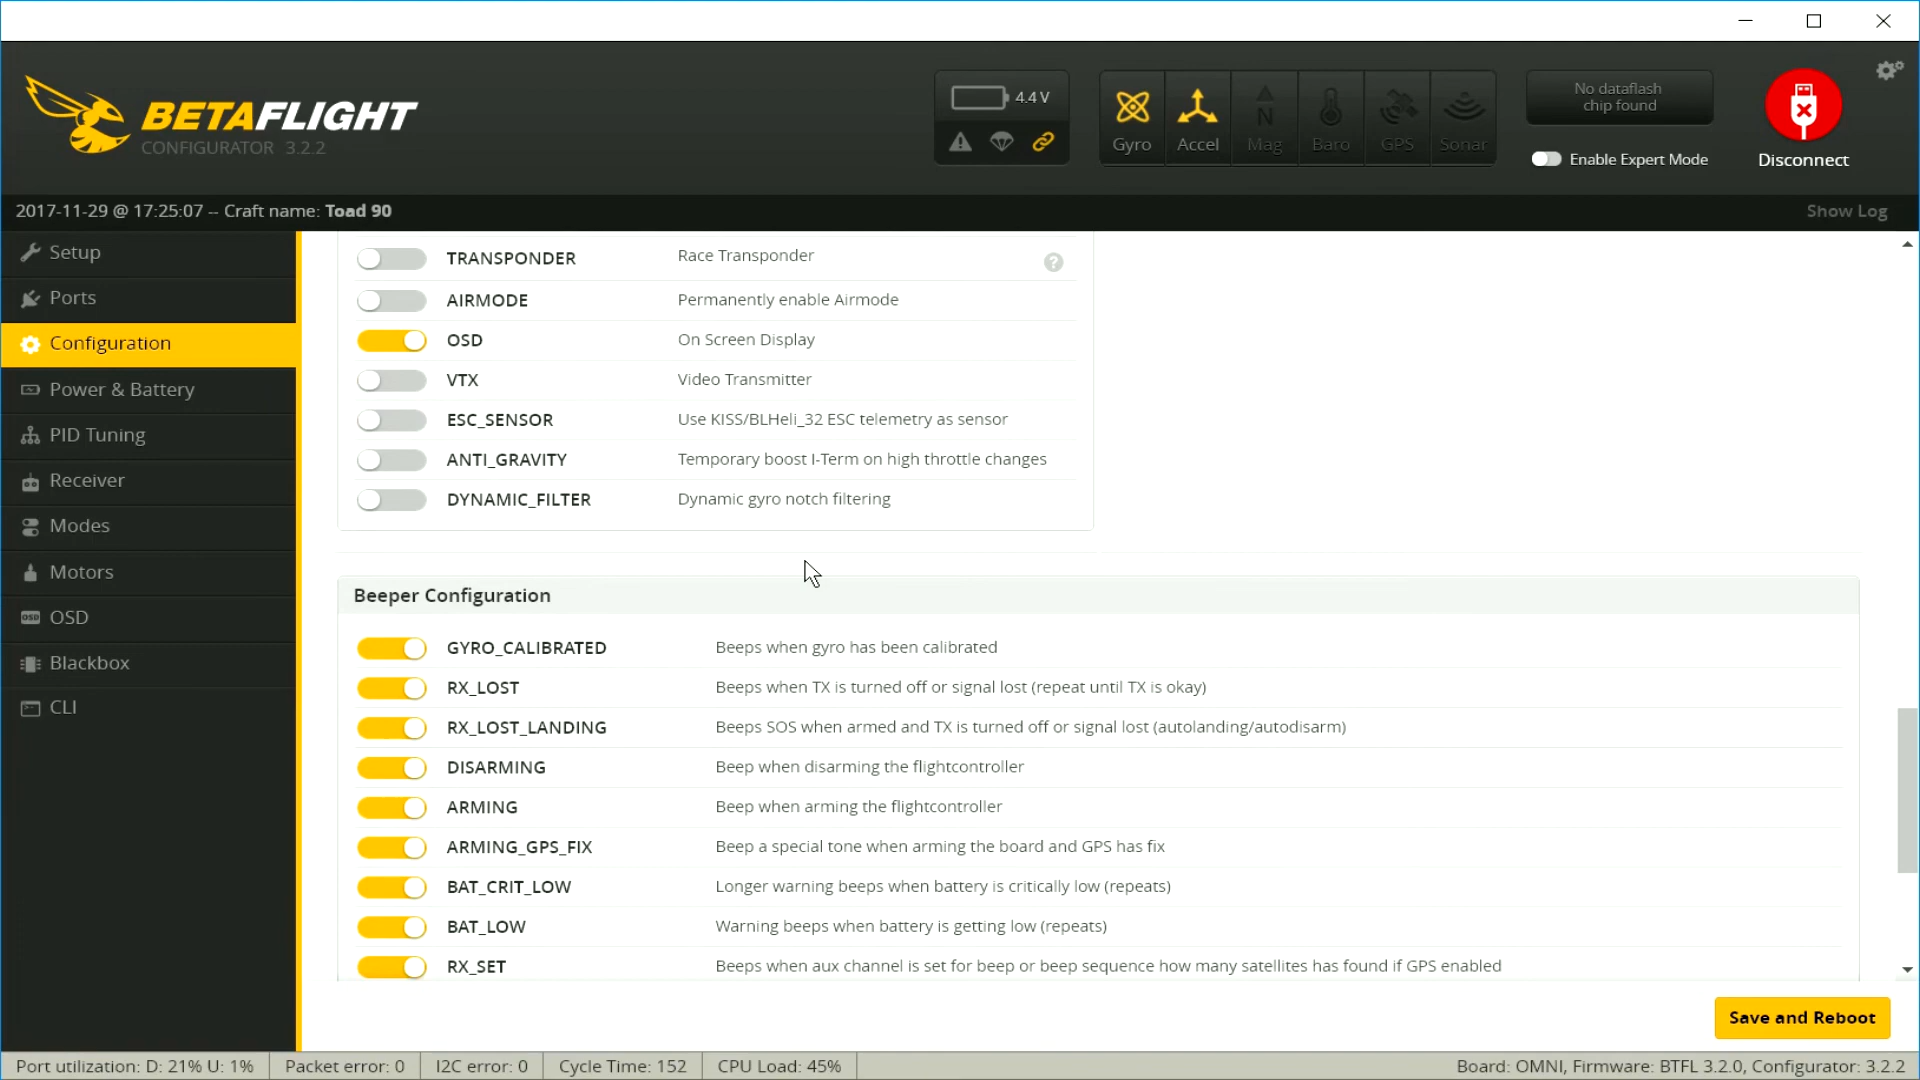 BETAFLIGHT
CONFIGURATOR 3.2.2
4.4 V
Gyro
Accel
Mag
Baro
GPS
Sonar
No dataflash
chip found
Enable Expert Mode
Disconnect
2017-11-29 @ 17:25:07 -- Craft name: Toad 90
Show Log
Setup
Ports
Configuration
Power & Battery
PID Tuning
Receiver
Modes
Motors
OSD OSD
Blackbox
CLI
TRANSPONDER Race Transponder ?
AIRMODE Permanently enable Airmode
OSD On Screen Display
VTX Video Transmitter
ESC_SENSOR Use KISS/BLHeli_32 ESC telemetry as sensor
ANTI_GRAVITY Temporary boost I-Term on high throttle changes
DYNAMIC_FILTER Dynamic gyro notch filtering
Beeper Configuration
GYRO_CALIBRATED Beeps when gyro has been calibrated
RX_LOST Beeps when TX is turned off or signal lost (repeat until TX is okay)
RX_LOST_LANDING Beeps SOS when armed and TX is turned off or signal lost (autolanding/autodisarm)
DISARMING Beep when disarming the flightcontroller
ARMING Beep when arming the flightcontroller
ARMING_GPS_FIX Beep a special tone when arming the board and GPS has fix
BAT_CRIT_LOW Longer warning beeps when battery is critically low (repeats)
BAT_LOW Warning beeps when battery is getting low (repeats)
RX_SET Beeps when aux channel is set for beep or beep sequence how many satellites has found if GPS enabled
Save and Reboot
Port utilization: D: 21% U: 1% Packet error: 0 I2C error: 0 Cycle Time: 152 CPU Load: 45% Board: OMNI, Firmware: BTFL 3.2.0, Configurator: 3.2.2